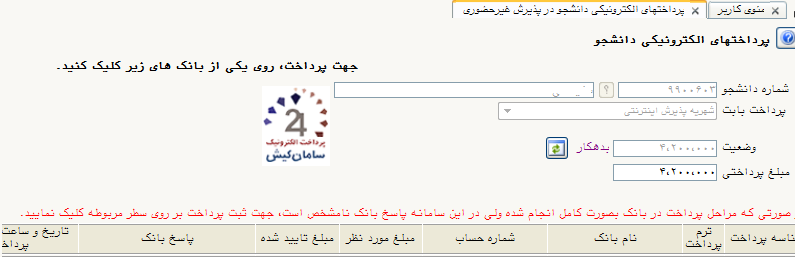 منوی کاربر
پرداختهای الکترونیکی دانشجو در پذیرش غیرحضوری
پرداختهای الکترونیکی دانشجو
جهت پرداخت، روی یکی از بانک های زیر کلیک کنید.
شماره دانشجو ۹۹۰۰۶۰۳ ؟
پرداخت بابت شهریه پذیرش اینترنتی
24
پرداخت الکترونیک
سامان‌کیش
وضعیت ۴،۲۰۰،۰۰۰ بدهکار
مبلغ پرداختی ۴،۲۰۰،۰۰۰
صورتی که مراحل پرداخت در بانک بصورت کامل انجام شده ولی در این سامانه پاسخ بانک نامشخص است، جهت ثبت پرداخت بر روی سطر مربوطه کلیک نمایید.
ناسه پرداخت ترم پرداخت نام بانک شماره حساب مبلغ مورد نظر مبلغ تایید شده پاسخ بانک تاریخ و ساعت پرداخ